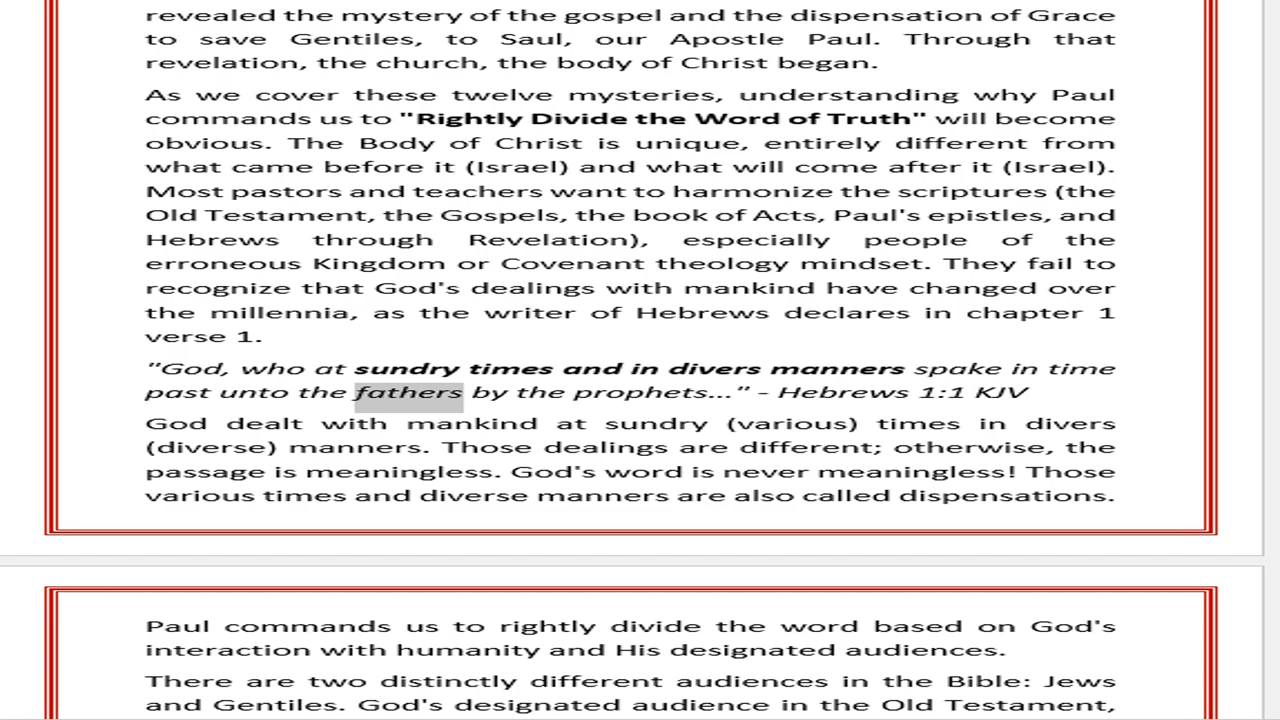 revealed the mystery of the gospel and the dispensation of Grace
to save Gentiles, to Saul, our Apostle Paul. Through that
revelation, the church, the body of Christ began.
As we cover these twelve mysteries, understanding why Paul
commands us to "Rightly Divide the Word of Truth" will become
obvious. The Body of Christ is unique, entirely different from
what came before it (Israel) and what will come after it (Israel).
Most pastors and teachers want to harmonize the scriptures (the
Old Testament, the Gospels, the book of Acts, Paul's epistles, and
Hebrews through Revelation), especially people of the
erroneous Kingdom or Covenant theology mindset. They fail to
recognize that God's dealings with mankind have changed over
the millennia, as the writer of Hebrews declares in chapter 1
verse 1.
"God, who at sundry times and in divers manners spake in time
past unto the fathers by the prophets..." - Hebrews 1:1 KJV
God dealt with mankind at sundry (various) times in divers
(diverse) manners. Those dealings are different; otherwise, the
passage is meaningless. God's word is never meaningless! Those
various times and diverse manners are also called dispensations.
Paul commands us to rightly divide the word based on God's
interaction with humanity and His designated audiences.
There are two distinctly different audiences in the Bible: Jews
and Gentiles. God's designated audience in the Old Testament,